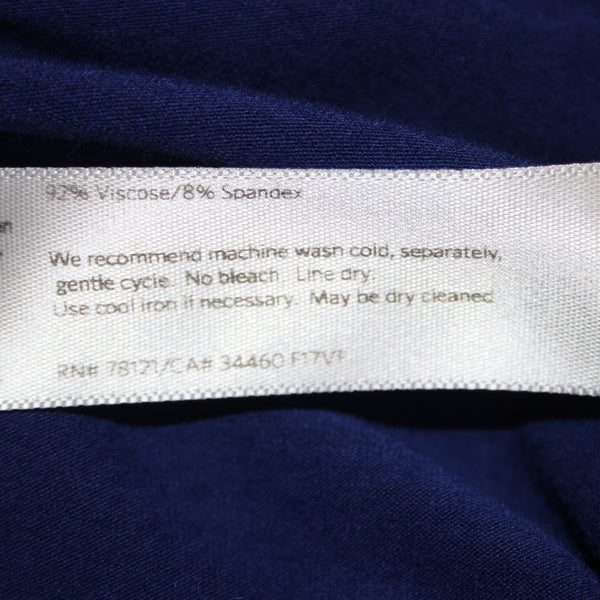 92% Viscose/8% Spandex
We recommend machine wash cold, separately,
gentle cycle. No bleach. Line dry.
Use cool iron if necessary. May be dry cleaned
RN# 78121/CA# 34460 F17VF